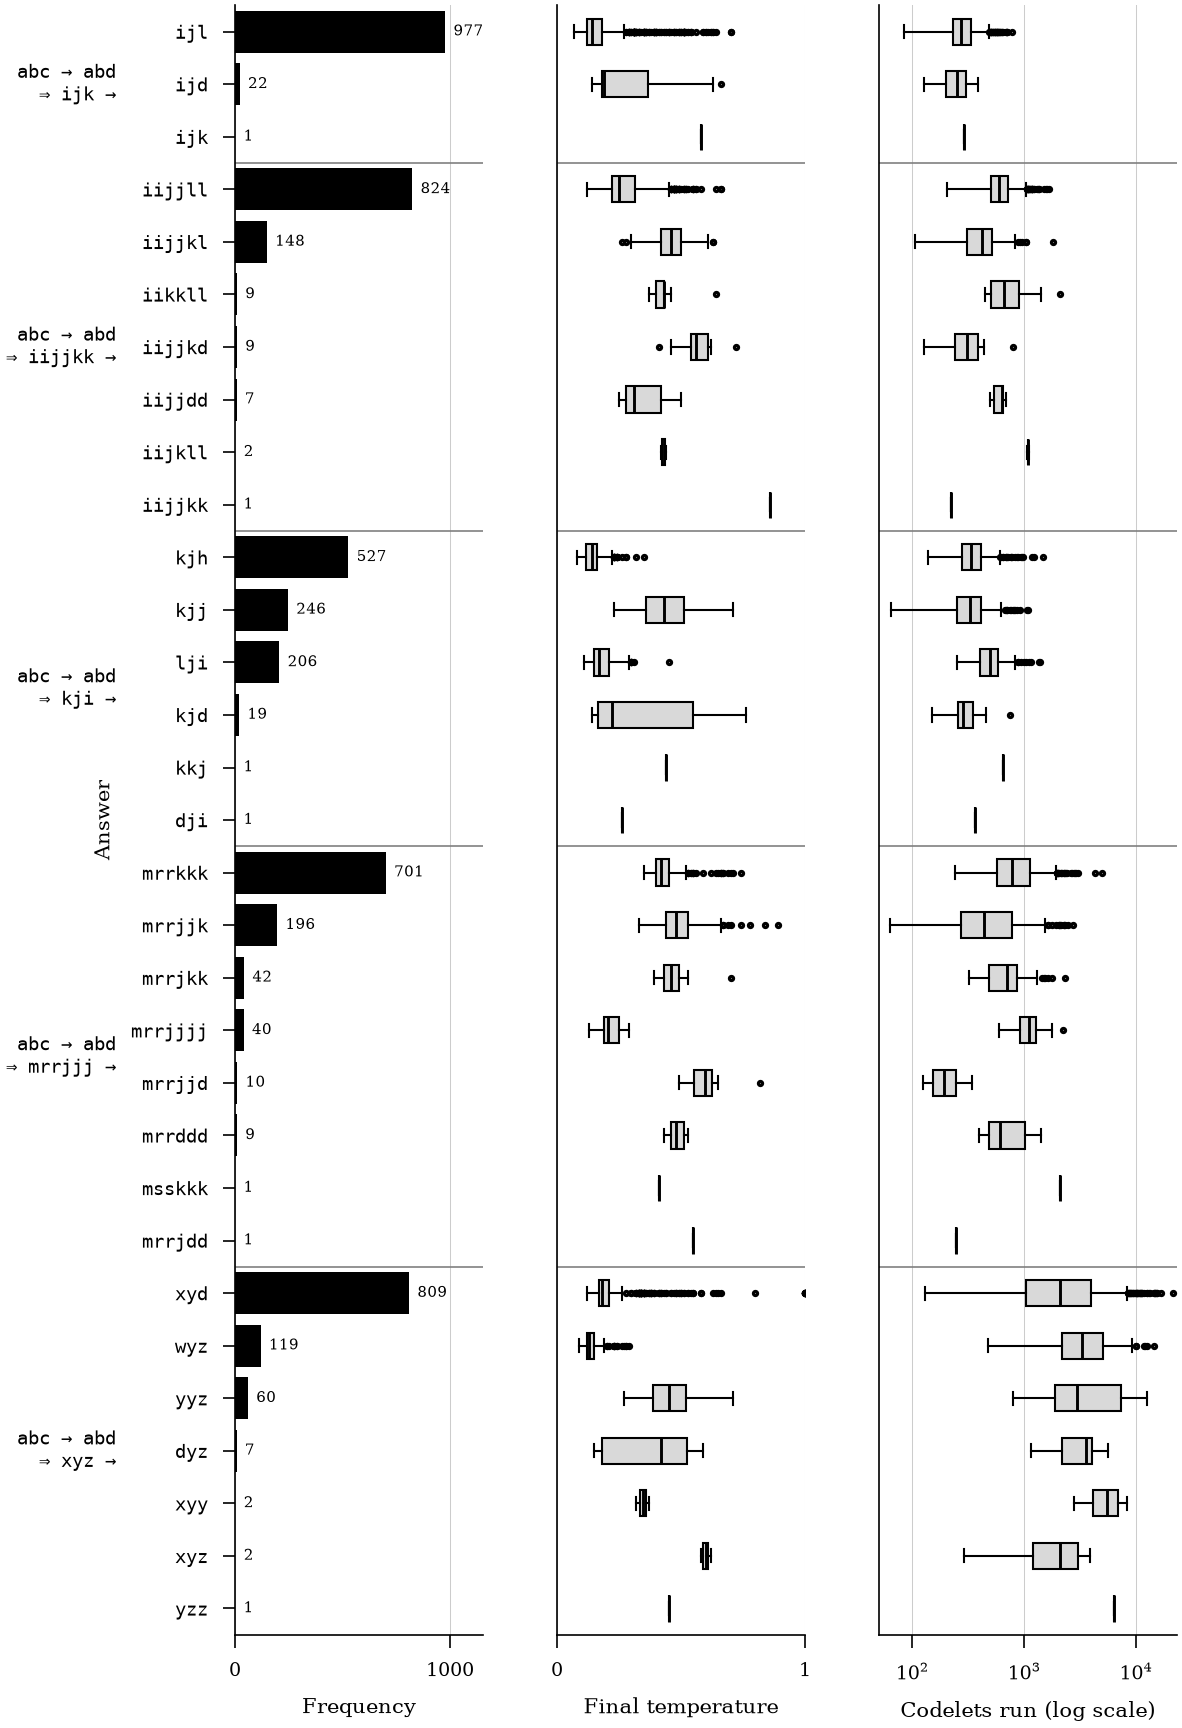 abc → abd
⇒ ijk →
ijl 977
ijd 22
ijk 1
abc → abd
⇒ iijjkk →
iijjll 824
iijjkl 148
iikkll 9
iijjkd 9
iijjdd 7
iijkll 2
iijjkk 1
abc → abd
⇒ kji →
kjh 527
kjj 246
lji 206
kjd 19
kkj 1
dji 1
Answer
abc → abd
⇒ mrrjjj →
mrrkkk 701
mrrjjk 196
mrrjkk 42
mrrjjjj 40
mrrjjd 10
mrrddd 9
msskkk 1
mrrjdd 1
abc → abd
⇒ xyz →
xyd 809
wyz 119
yyz 60
dyz 7
xyy 2
xyz 2
yzz 1
0 1000 0 1 10² 10³ 10⁴
Frequency Final temperature Codelets run (log scale)